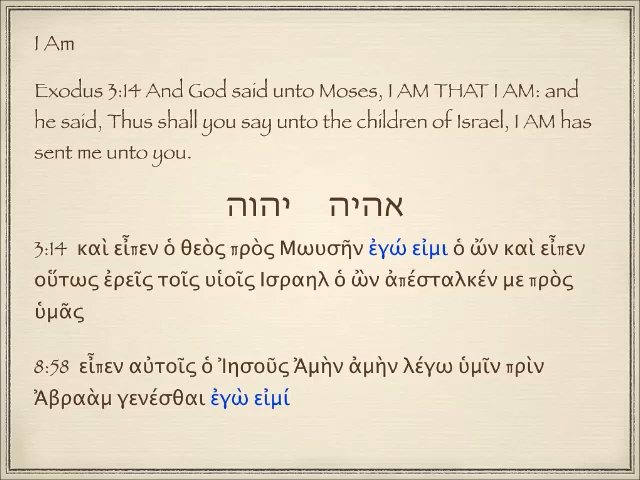 I Am
Exodus 3:14 And God said unto Moses, I AM THAT I AM: and
he said, Thus shall you say unto the children of Israel, I AM has
sent me unto you.
אהיה יהוה
3:14 καὶ εἶπεν ὁ θεὸς πρὸς Μωυσῆν ἐγώ εἰμι ὁ ὤν καὶ εἶπεν
οὕτως ἐρεῖς τοῖς υἱοῖς Ισραηλ ὁ ὢν ἀπέσταλκέν με πρὸς
ὑμᾶς
8:58 εἶπεν αὐτοῖς ὁ Ἰησοῦς Ἀμὴν ἀμὴν λέγω ὑμῖν πρὶν
Ἀβραὰμ γενέσθαι ἐγὼ εἰμί